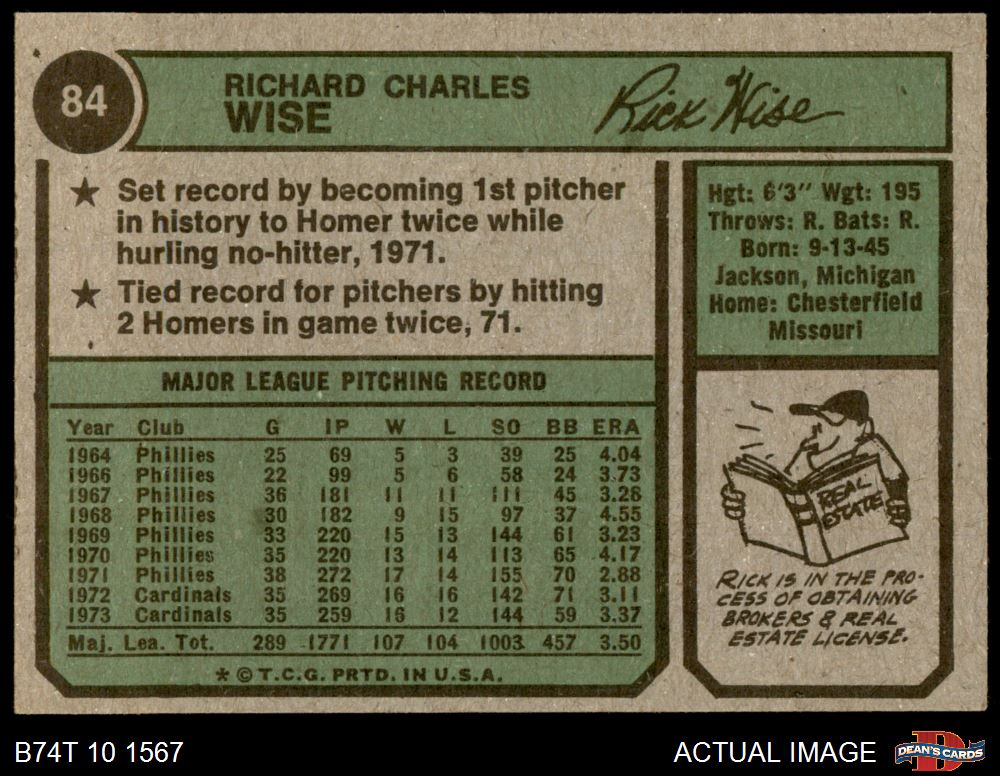 84
RICHARD CHARLES
WISE
Rick Wise
★ Set record by becoming 1st pitcher
in history to Homer twice while
hurling no-hitter, 1971.
★ Tied record for pitchers by hitting
2 Homers in game twice, 71.
Hgt: 6'3" Wgt: 195
Throws: R. Bats: R.
Born: 9-13-45
Jackson, Michigan
Home: Chesterfield
Missouri
MAJOR LEAGUE PITCHING RECORD
Year Club G IP W L SO BB ERA
1964 Phillies 25 69 5 3 39 25 4.04
1966 Phillies 22 99 5 6 58 24 3.73
1967 Phillies 36 181 11 11 111 45 3.28
1968 Phillies 30 182 9 15 97 37 4.55
1969 Phillies 33 220 15 13 144 61 3.23
1970 Phillies 35 220 13 14 113 65 4.17
1971 Phillies 38 272 17 14 155 70 2.88
1972 Cardinals 35 269 16 16 142 71 3.11
1973 Cardinals 35 259 16 12 144 59 3.37
Maj. Lea. Tot. 289 1771 107 104 1003 457 3.50
* © T.C.G. PRTD. IN U.S.A.
REAL
ESTATE
RICK IS IN THE PRO-
CESS OF OBTAINING
BROKERS & REAL
ESTATE LICENSE.
B74T 10 1567
ACTUAL IMAGE
DEAN'S CARDS